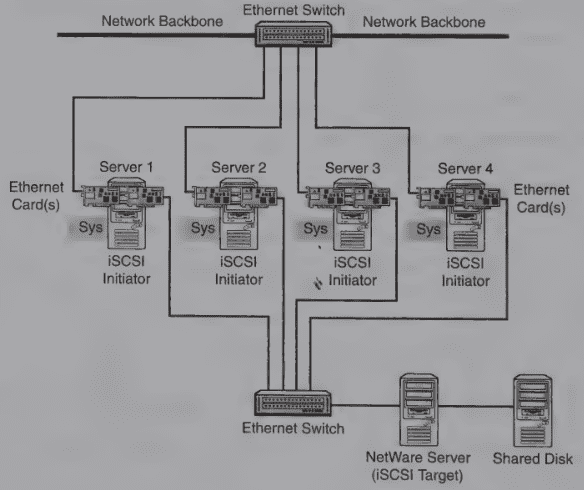 Ethernet Switch
Network Backbone
Network Backbone
Server 1
Server 2
Server 3
Server 4
Ethernet
Card(s)
Ethernet
Card(s)
Sys
Sys
Sys
Sys
iSCSI
Initiator
iSCSI
Initiator
iSCSI
Initiator
iSCSI
Initiator
Ethernet Switch
NetWare Server
(iSCSI Target)
Shared Disk